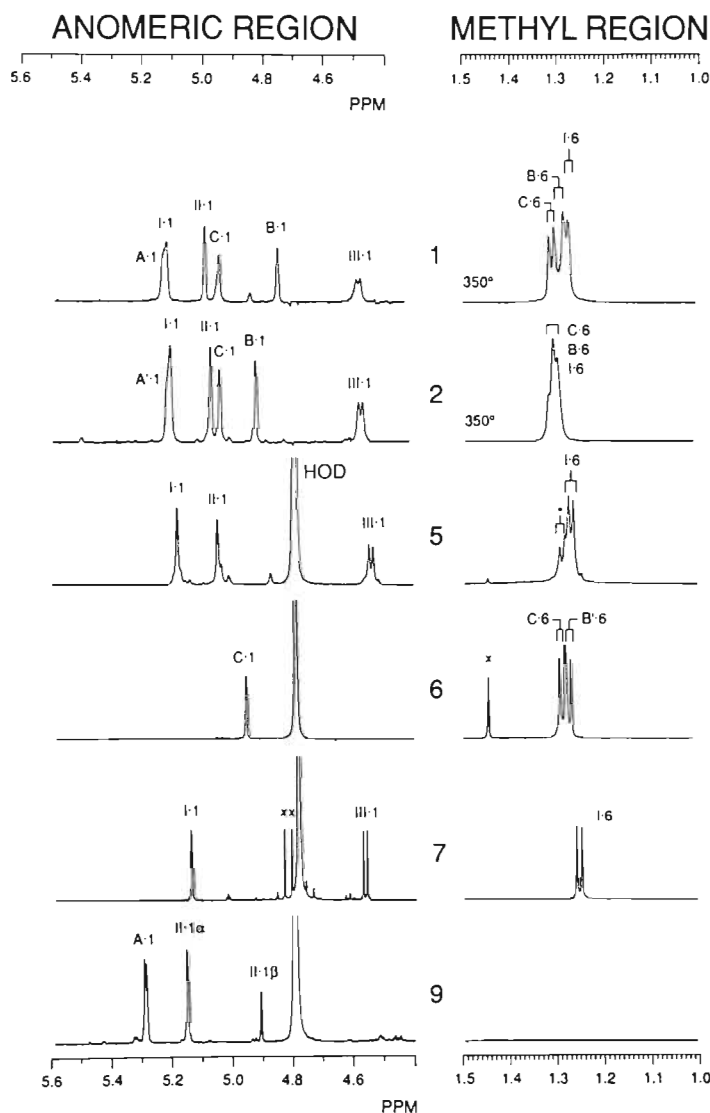 ANOMERIC REGION METHYL REGION
5.6 5.4 5.2 5.0 4.8 4.6 1.5 1.4 1.3 1.2 1.1 1.0
PPM PPM
I·6
B·6
C·6
I·1 II·1
A·1 C·1 B·1 III·1
1
350°
I·1 II·1 C·1 B·1
A'·1 III·1
2
C·6
B·6
I·6
350°
HOD
I·1 II·1 III·1
5
I·6
*
C·1
6
C·6 B'·6
x
I·1 x x III·1
7
I·6
A·1 II·1α II·1β
9
5.6 5.4 5.2 5.0 4.8 4.6 1.5 1.4 1.3 1.2 1.1 1.0
PPM PPM